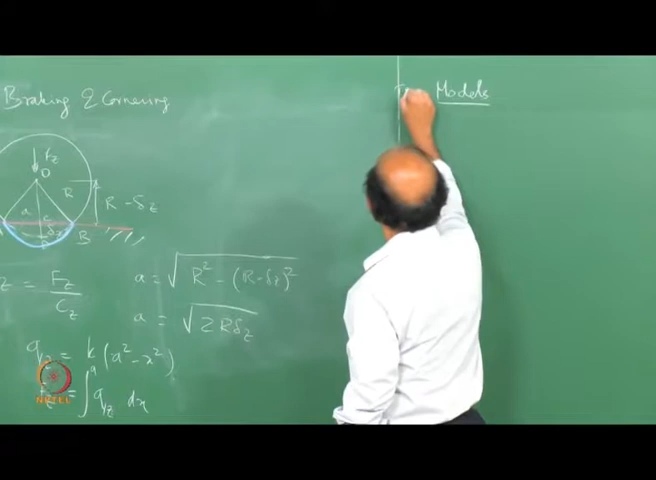 Braking & Cornering
Models
Fz
O
R
R - δz
a
c
δz
B
z = Fz / Cz
a = √(R² - (R-δz)²)
a = √(2Rδz)
qz = k (a² - x²)
= ∫ᵃ qz dx
NPTEL